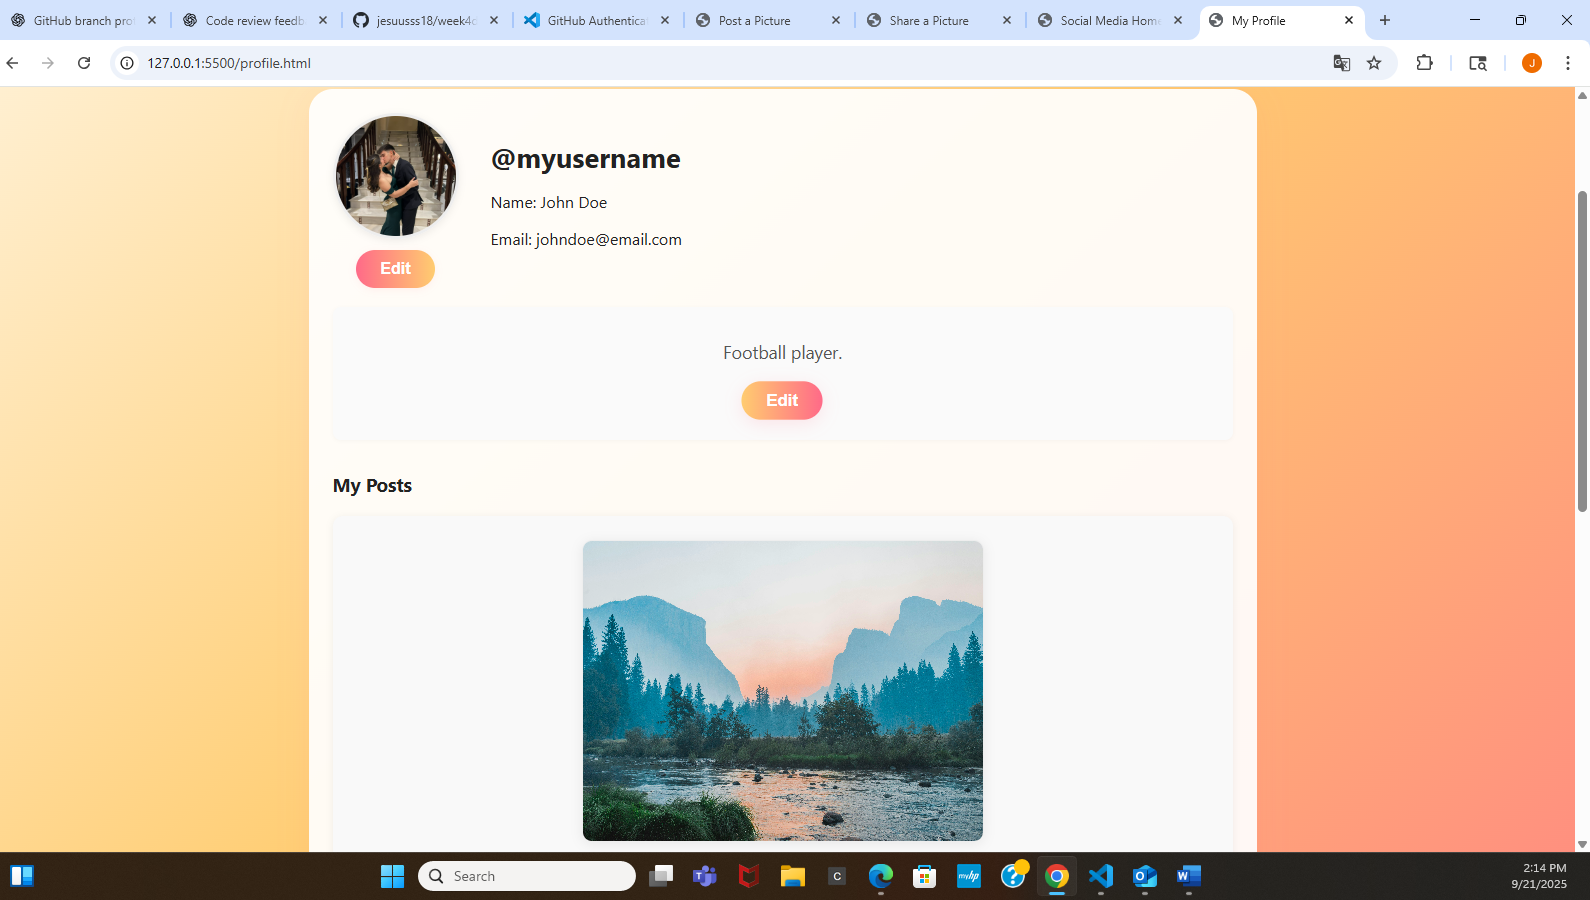 GitHub branch pro
Code review feedb
jesuusss18/week4c
GitHub Authentica
Post a Picture
Share a Picture
Social Media Hom
My Profile
127.0.0.1:5500/profile.html
J
@myusername
Name: John Doe
Email: johndoe@email.com
Edit
Football player.
Edit
My Posts
Search
C
myhp
2:14 PM
9/21/2025